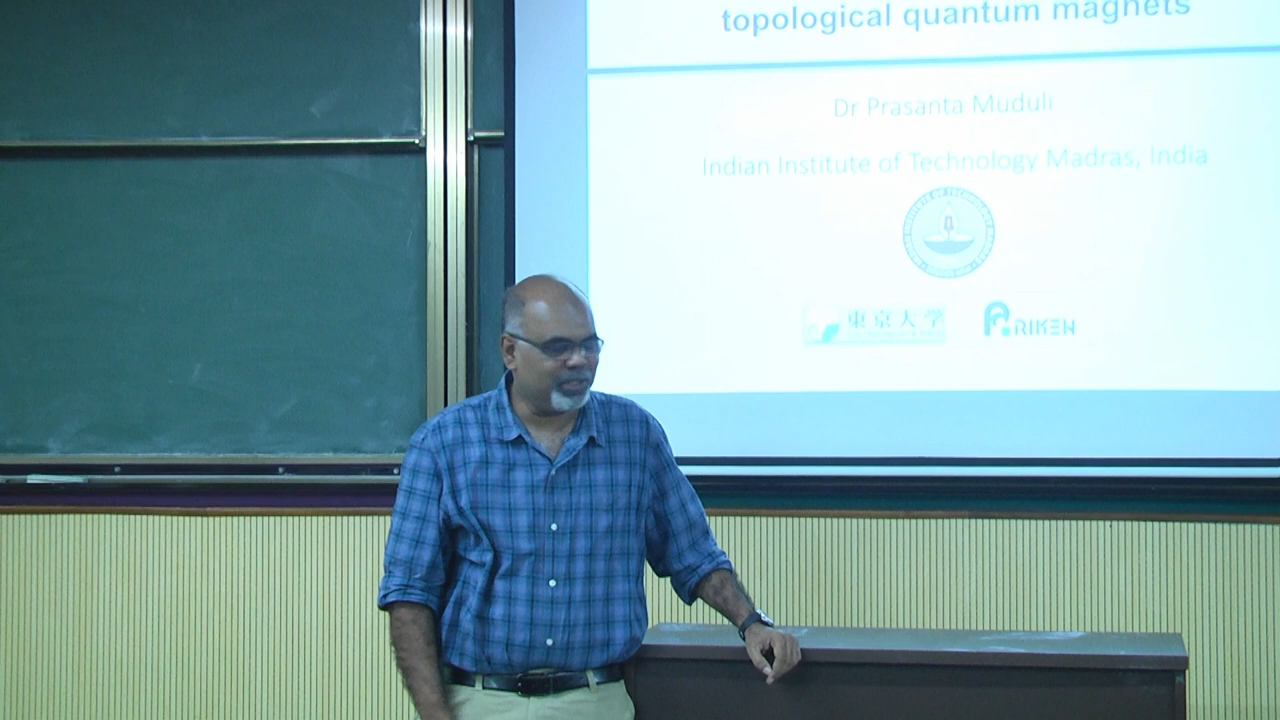 topological quantum magnets
Dr Prasanta Muduli
Indian Institute of Technology Madras, India
東京大学
RIKEN